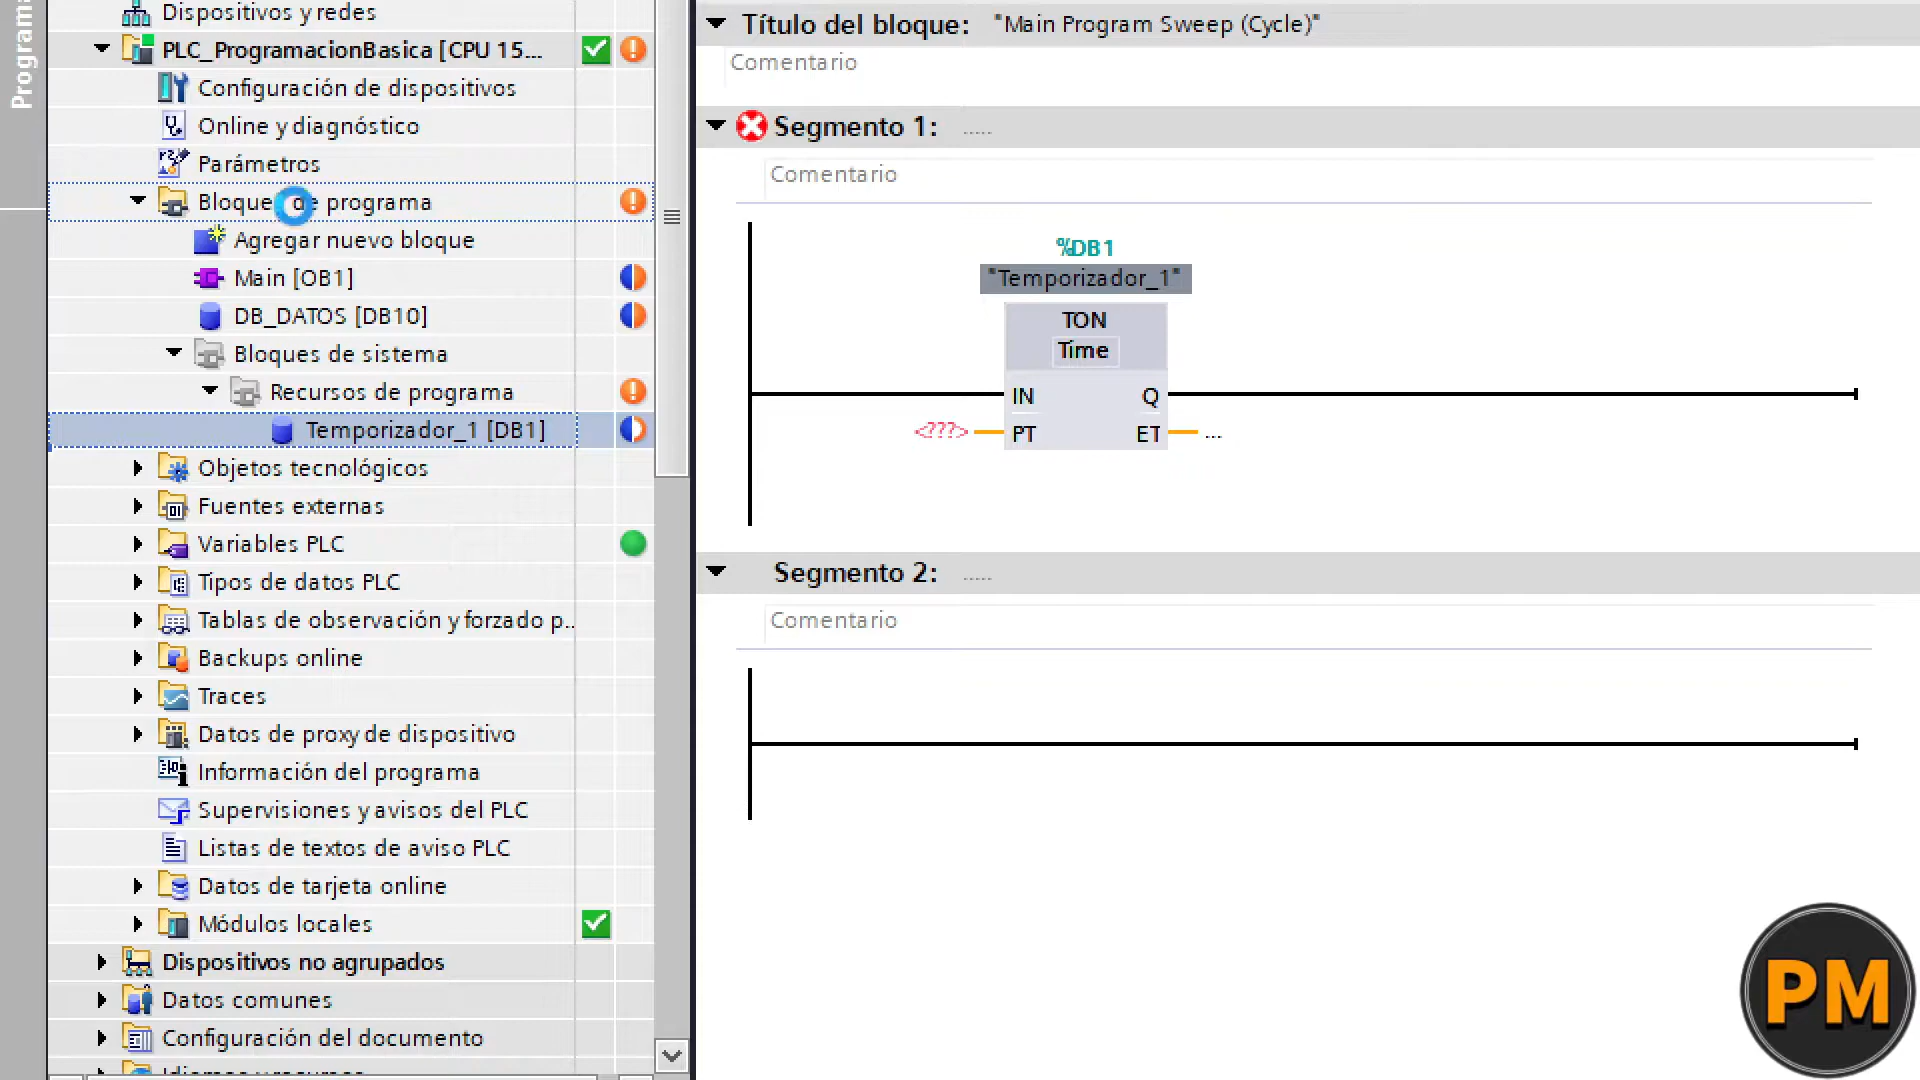 Programa
Dispositivos y redes
PLC_ProgramacionBasica [CPU 15...
Configuración de dispositivos
Online y diagnóstico
Parámetros
Bloques de programa
Agregar nuevo bloque
Main [OB1]
DB_DATOS [DB10]
Bloques de sistema
Recursos de programa
Temporizador_1 [DB1]
Objetos tecnológicos
Fuentes externas
Variables PLC
Tipos de datos PLC
Tablas de observación y forzado p..
Backups online
Traces
Datos de proxy de dispositivo
Información del programa
Supervisiones y avisos del PLC
Listas de textos de aviso PLC
Datos de tarjeta online
Módulos locales
Dispositivos no agrupados
Datos comunes
Configuración del documento
Idiomas y recursos
Título del bloque: "Main Program Sweep (Cycle)"
Comentario
Segmento 1: .....
Comentario
%DB1
"Temporizador_1"
TON
Time
IN Q
<???> PT ET ...
Segmento 2: .....
Comentario
PM